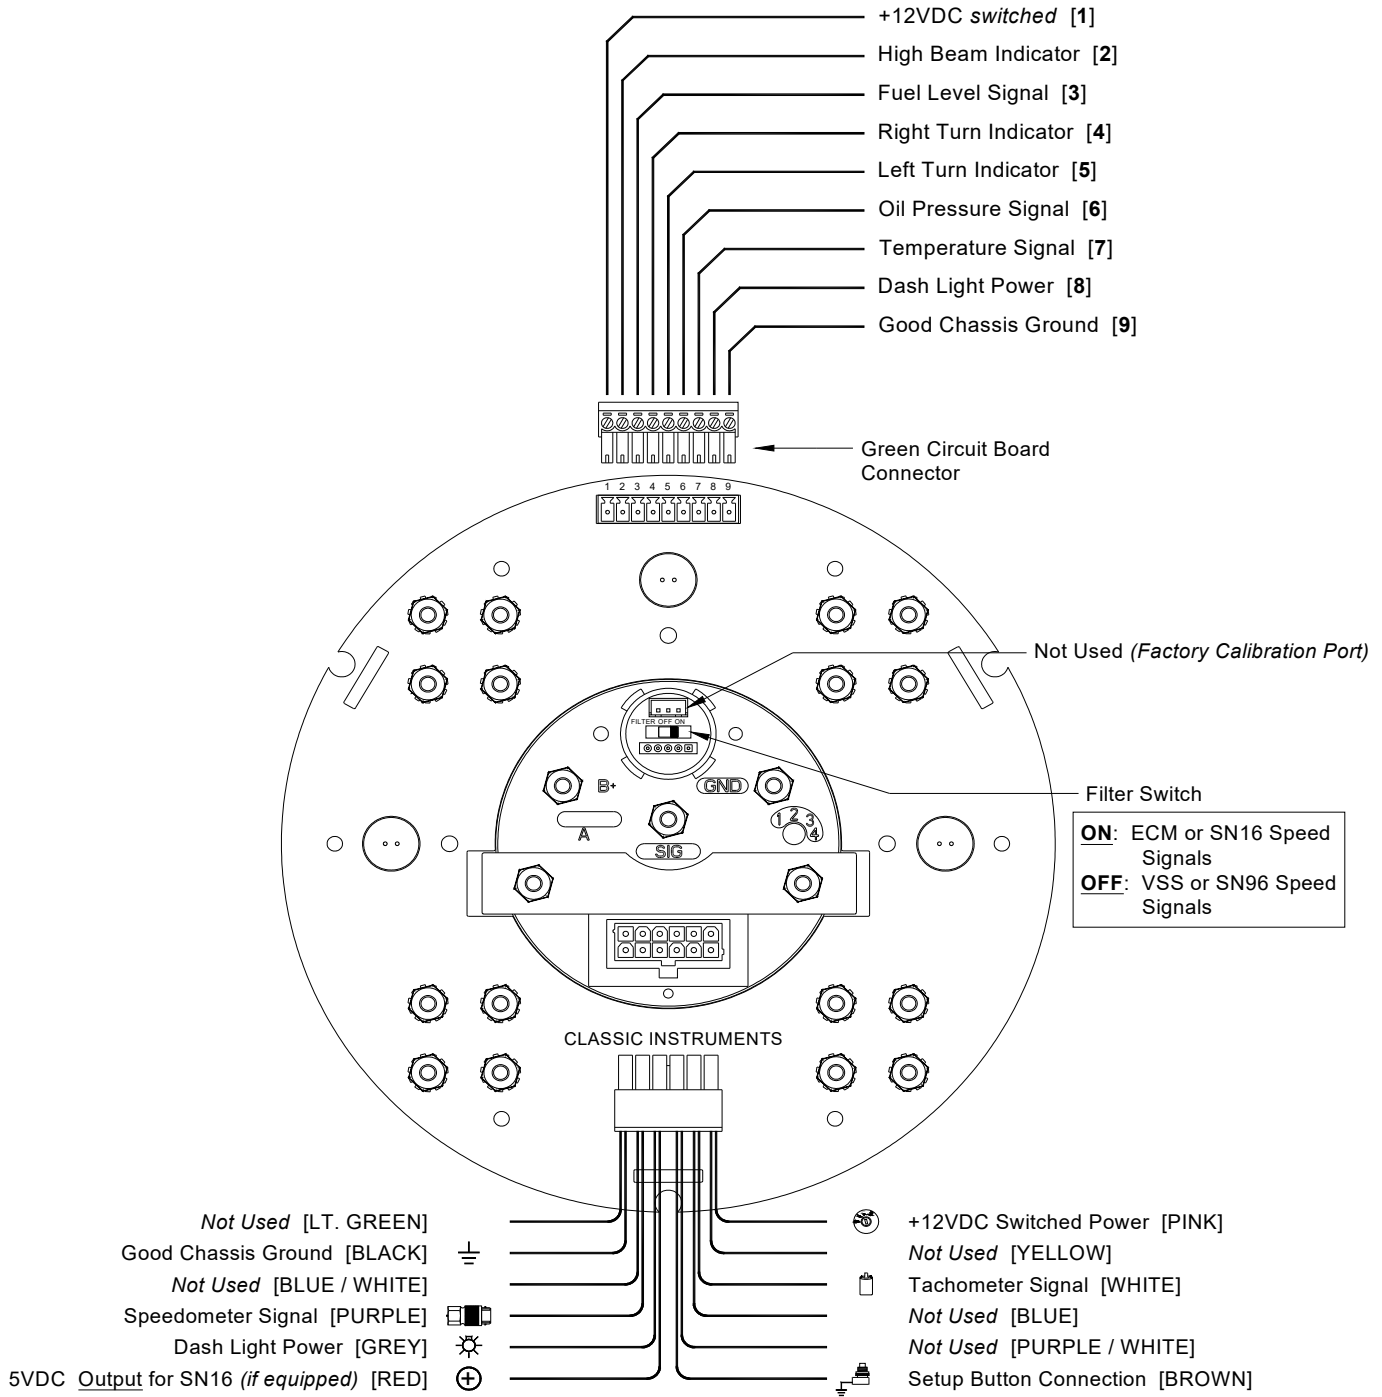 +12VDC switched [1]
High Beam Indicator [2]
Fuel Level Signal [3]
Right Turn Indicator [4]
Left Turn Indicator [5]
Oil Pressure Signal [6]
Temperature Signal [7]
Dash Light Power [8]
Good Chassis Ground [9]
Green Circuit Board
Connector
1 2 3 4 5 6 7 8 9
Not Used (Factory Calibration Port)
FILTER OFF ON
B+
GND
A
SIG
1 2 3 4
Filter Switch
ON: ECM or SN16 Speed
Signals
OFF: VSS or SN96 Speed
Signals
CLASSIC INSTRUMENTS
Not Used [LT. GREEN]
Good Chassis Ground [BLACK]
Not Used [BLUE / WHITE]
Speedometer Signal [PURPLE]
Dash Light Power [GREY]
5VDC Output for SN16 (if equipped) [RED]
+12VDC Switched Power [PINK]
Not Used [YELLOW]
Tachometer Signal [WHITE]
Not Used [BLUE]
Not Used [PURPLE / WHITE]
Setup Button Connection [BROWN]